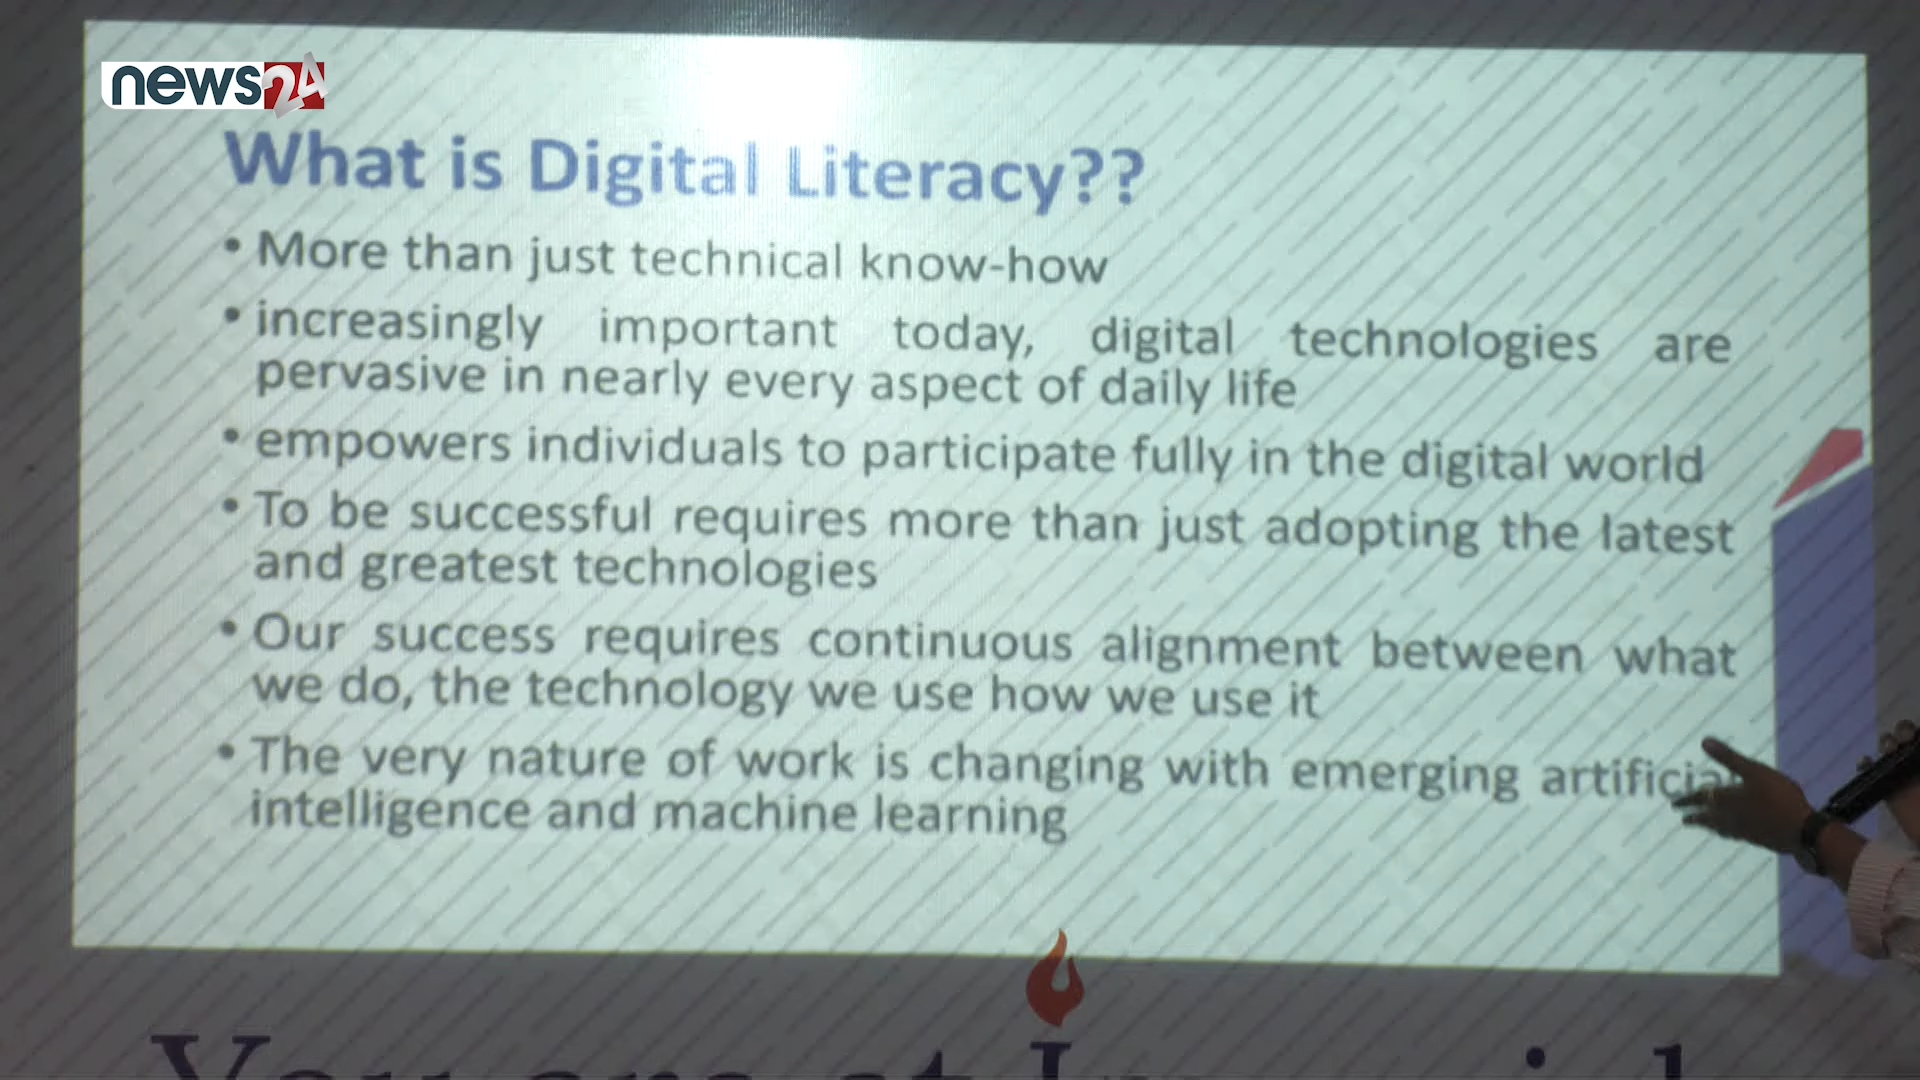 news24
What is Digital Literacy??
• More than just technical know-how
• increasingly important today, digital technologies are
pervasive in nearly every aspect of daily life
• empowers individuals to participate fully in the digital world
• To be successful requires more than just adopting the latest
and greatest technologies
• Our success requires continuous alignment between what
we do, the technology we use how we use it
• The very nature of work is changing with emerging artificial
intelligence and machine learning
You are at